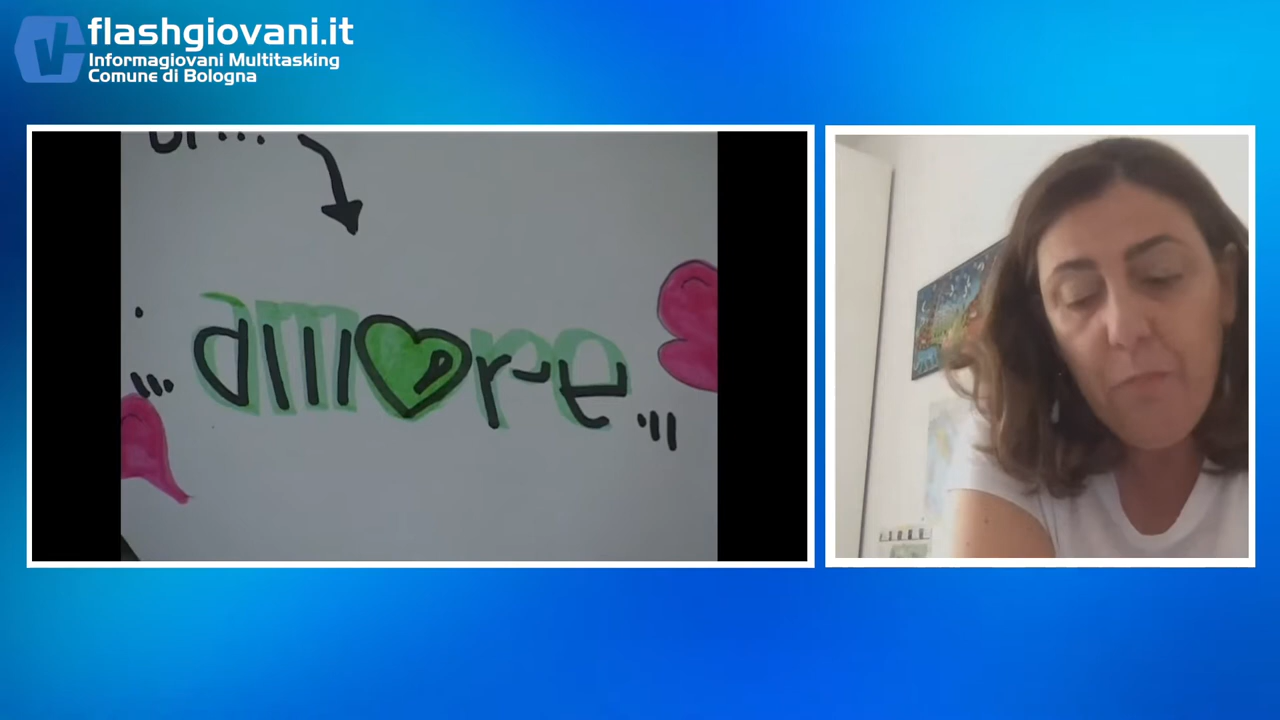 flashgiovani.it
Informagiovani Multitasking
Comune di Bologna
amore